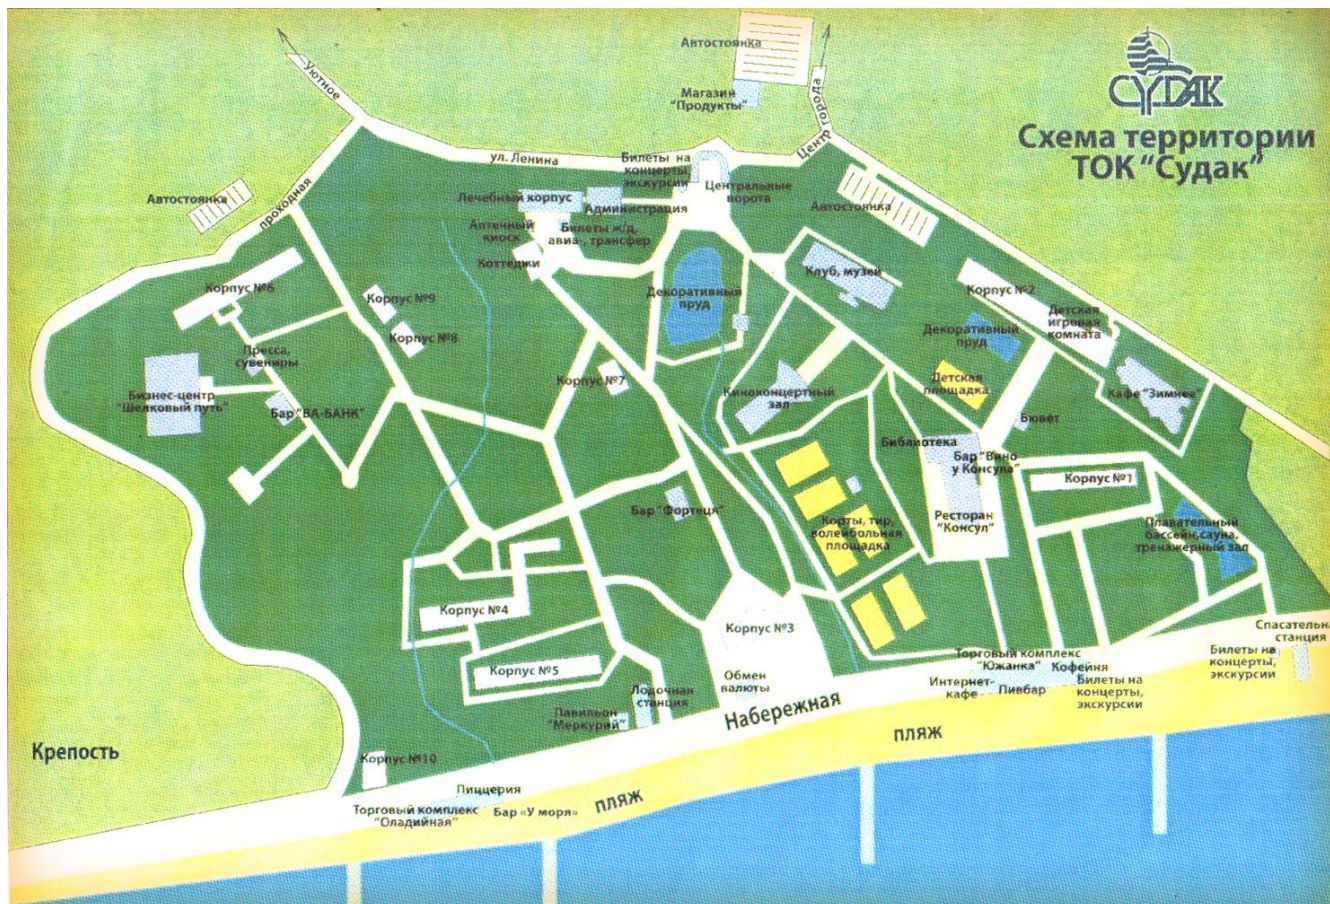 СУДАК
Схема территории
ТОК "Судак"
Автостоянка
Магазин
"Продукты"
Уютное
Центр города
ул. Ленина
Билеты на
концерты,
экскурсии
Центральные
ворота
Автостоянка
проходная
Лечебный корпус
Администрация
Автостоянка
Аптечный
киоск
Билеты ж/д,
авиа-, трансфер
Коттеджи
Клуб, музей
Корпус №6
Корпус №9
Декоративный
пруд
Корпус №2
Детская
игровая
комната
Корпус №8
Декоративный
пруд
Пресса,
сувениры
Корпус №7
Киноконцертный
зал
Детская
площадка
Кафе "Зимнее"
Бизнес-центр
"Шелковый путь"
Бар "ВА-БАНК"
Бювет
Библиотека
Бар "Вино
у Консула"
Корпус №1
Бар "Фортеця"
Корты, тир,
волейбольная
площадка
Ресторан
"Консул"
Плавательный
бассейн,сауна,
тренажерный зал
Корпус №4
Корпус №3
Спасательна
станция
Корпус №5
Обмен
валюты
Торговый комплекс
"Южанка"
Кофейня
Билеты на
концерты,
экскурсии
Интернет-
кафе
Пивбар
Билеты на
концерты,
экскурсии
Лодочная
станция
Павильон
"Меркурий"
Набережная
пляж
Крепость
Корпус №10
Пиццерия
Торговый комплекс
"Оладийная"
Бар «У моря»
пляж